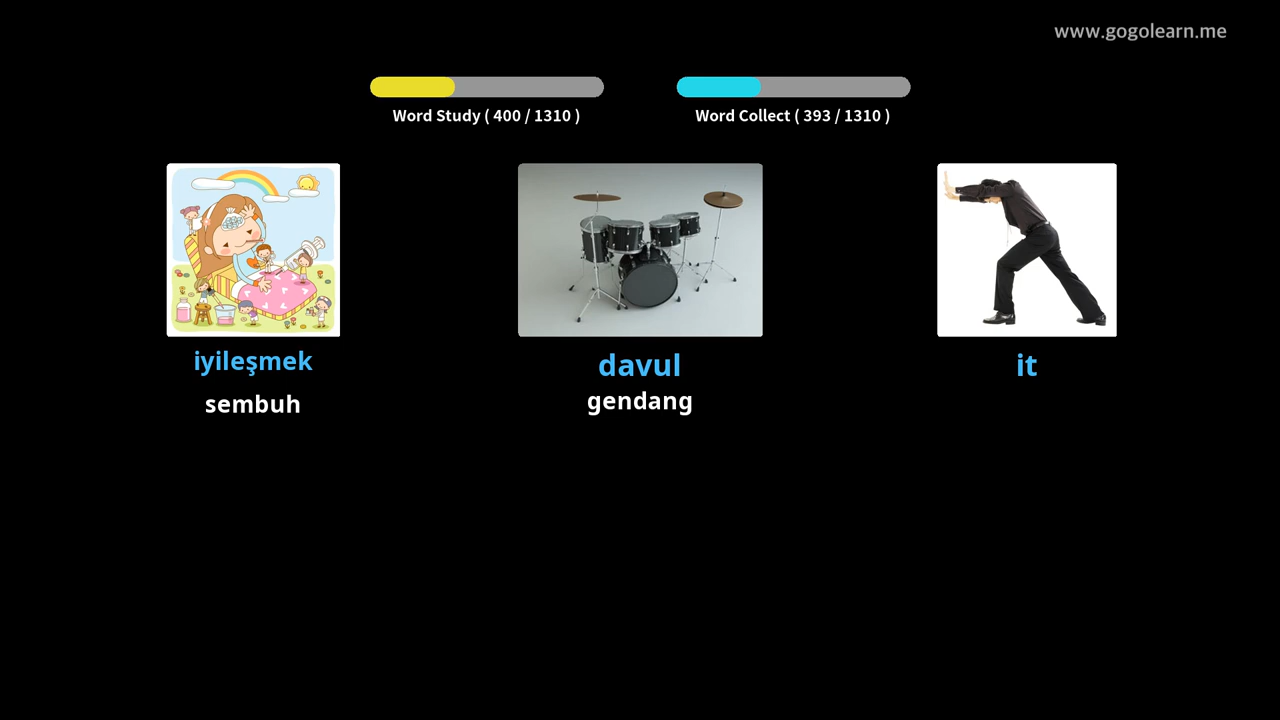 www.gogolearn.me
Word Study ( 400 / 1310 )
Word Collect ( 393 / 1310 )
iyileşmek
sembuh
davul
gendang
it